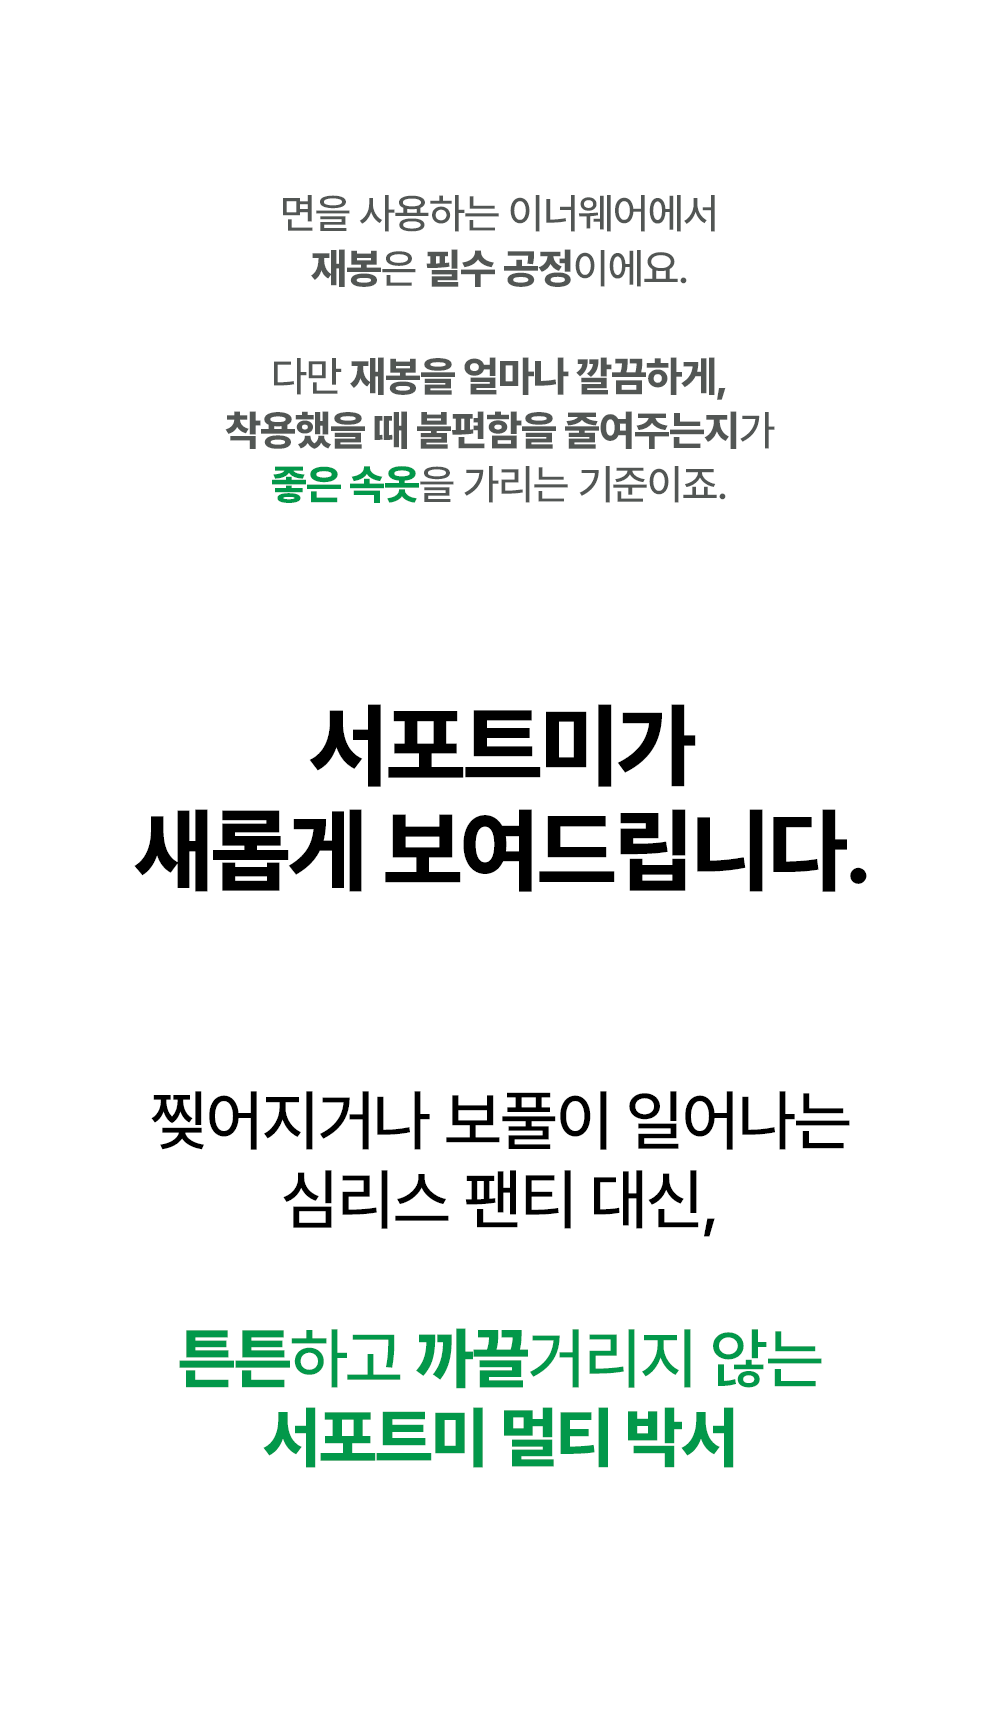 면을 사용하는 이너웨어에서
재봉은 필수 공정이에요.
다만 재봉을 얼마나 깔끔하게,
착용했을 때 불편함을 줄여주는지가
좋은 속옷을 가리는 기준이죠.
서포트미가
새롭게 보여드립니다.
찢어지거나 보풀이 일어나는
심리스 팬티 대신,
튼튼하고 까끌거리지 않는
서포트미 멀티 박서